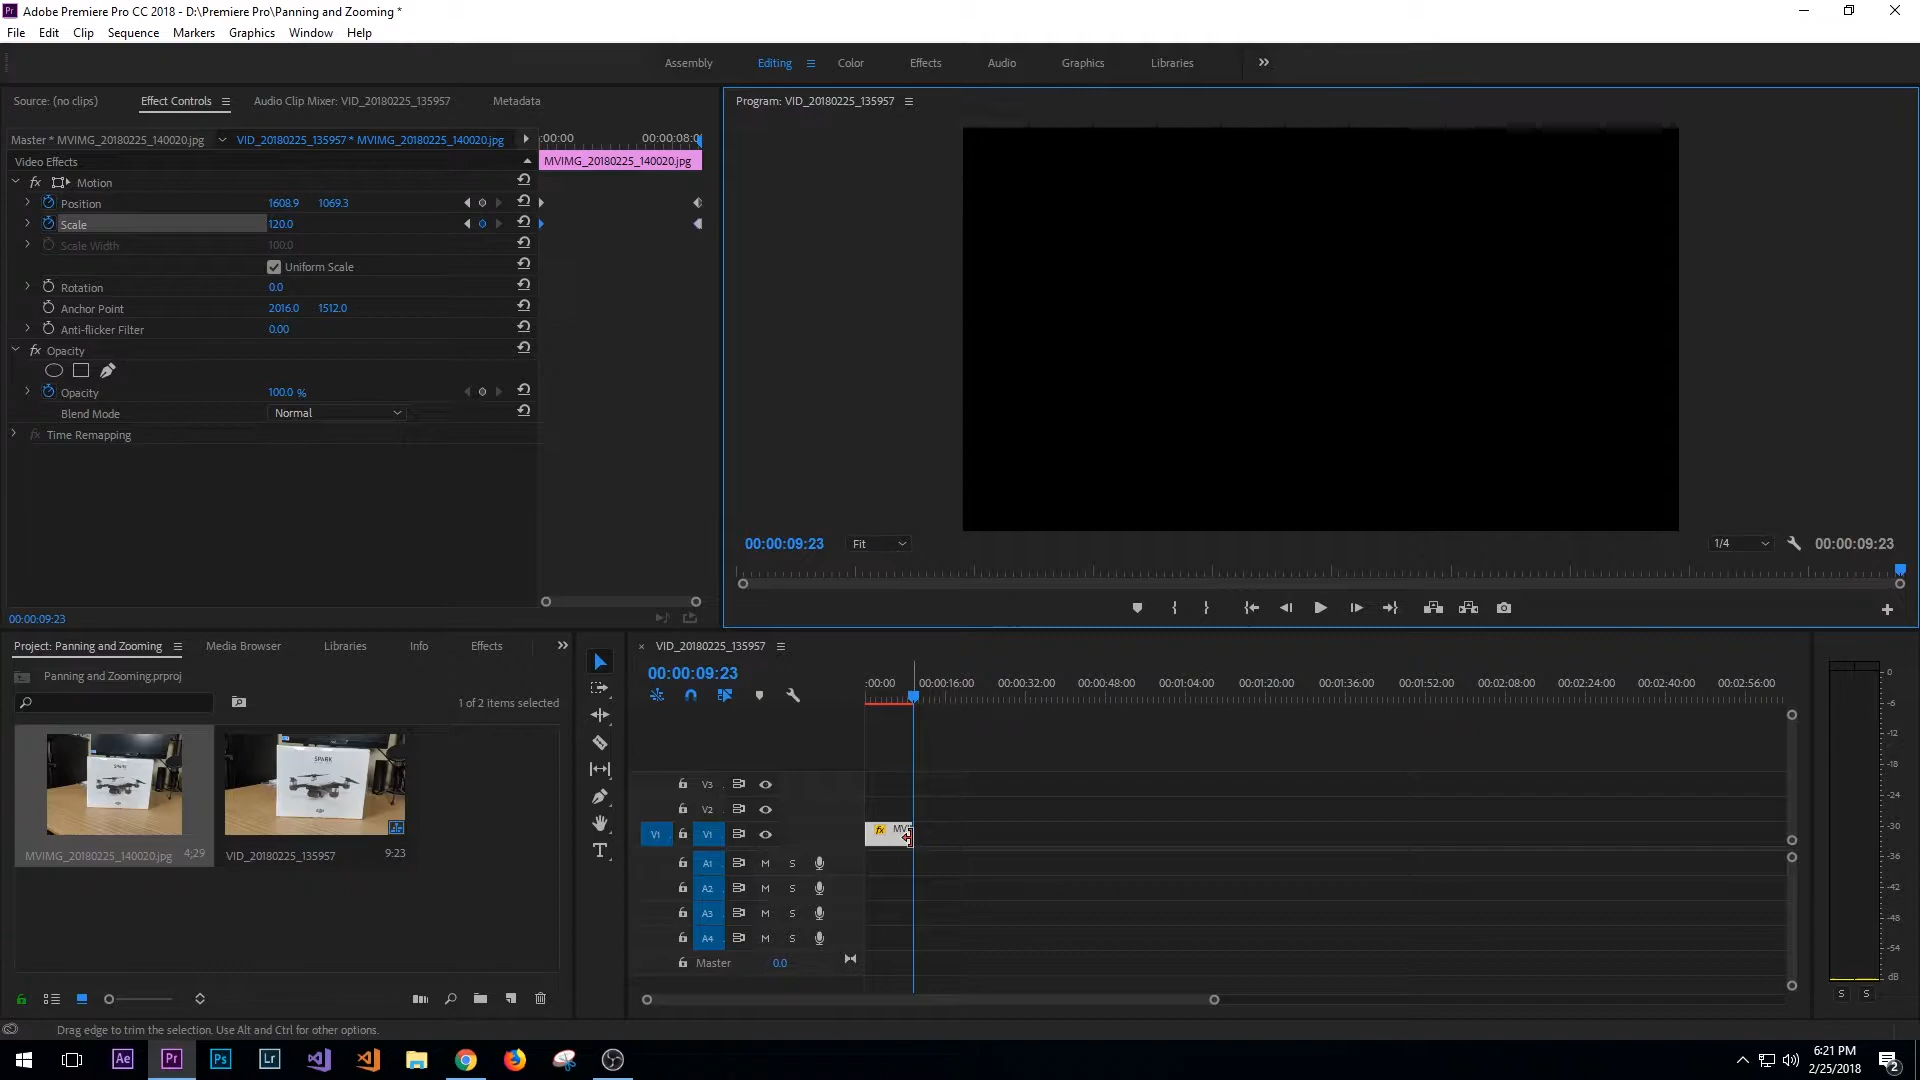 Adobe Premiere Pro CC 2018 - D:\Premiere Pro\Panning and Zooming *
File Edit Clip Sequence Markers Graphics Window Help
Assembly Editing Color Effects Audio Graphics Libraries
Source: (no clips) Effect Controls Audio Clip Mixer: VID_20180225_135957 Metadata
Program: VID_20180225_135957
Master * MVIMG_20180225_140020.jpg VID_20180225_135957 * MVIMG_20180225_140020.jpg
:00:00 00:00:08:0
Video Effects
MVIMG_20180225_140020.jpg
fx Motion
Position 1608.9 1069.3
Scale 120.0
Scale Width 100.0
Uniform Scale
Rotation 0.0
Anchor Point 2016.0 1512.0
Anti-flicker Filter 0.00
fx Opacity
Opacity 100.0 %
Blend Mode Normal
fx Time Remapping
00:00:09:23 Fit 1/4 00:00:09:23
00:00:09:23
Project: Panning and Zooming Media Browser Libraries Info Effects
Panning and Zooming.prproj
1 of 2 items selected
SPARK
SPARK
MVIMG_20180225_140020.jpg 4;29
VID_20180225_135957 9:23
× VID_20180225_135957
00:00:09:23
:00:00 00:00:16:00 00:00:32:00 00:00:48:00 00:01:04:00 00:01:20:00 00:01:36:00 00:01:52:00 00:02:08:00 00:02:24:00 00:02:40:00 00:02:56:00
V3
V2
V1 V1 fx MVI
A1 M S
A2 M S
A3 M S
A4 M S
Master 0.0
0
-6
-12
-18
-24
-30
-36
-42
-48
-54
dB
S S
Drag edge to trim the selection. Use Alt and Ctrl for other options.
Ae Pr Ps Lr
6:21 PM
2/25/2018
2